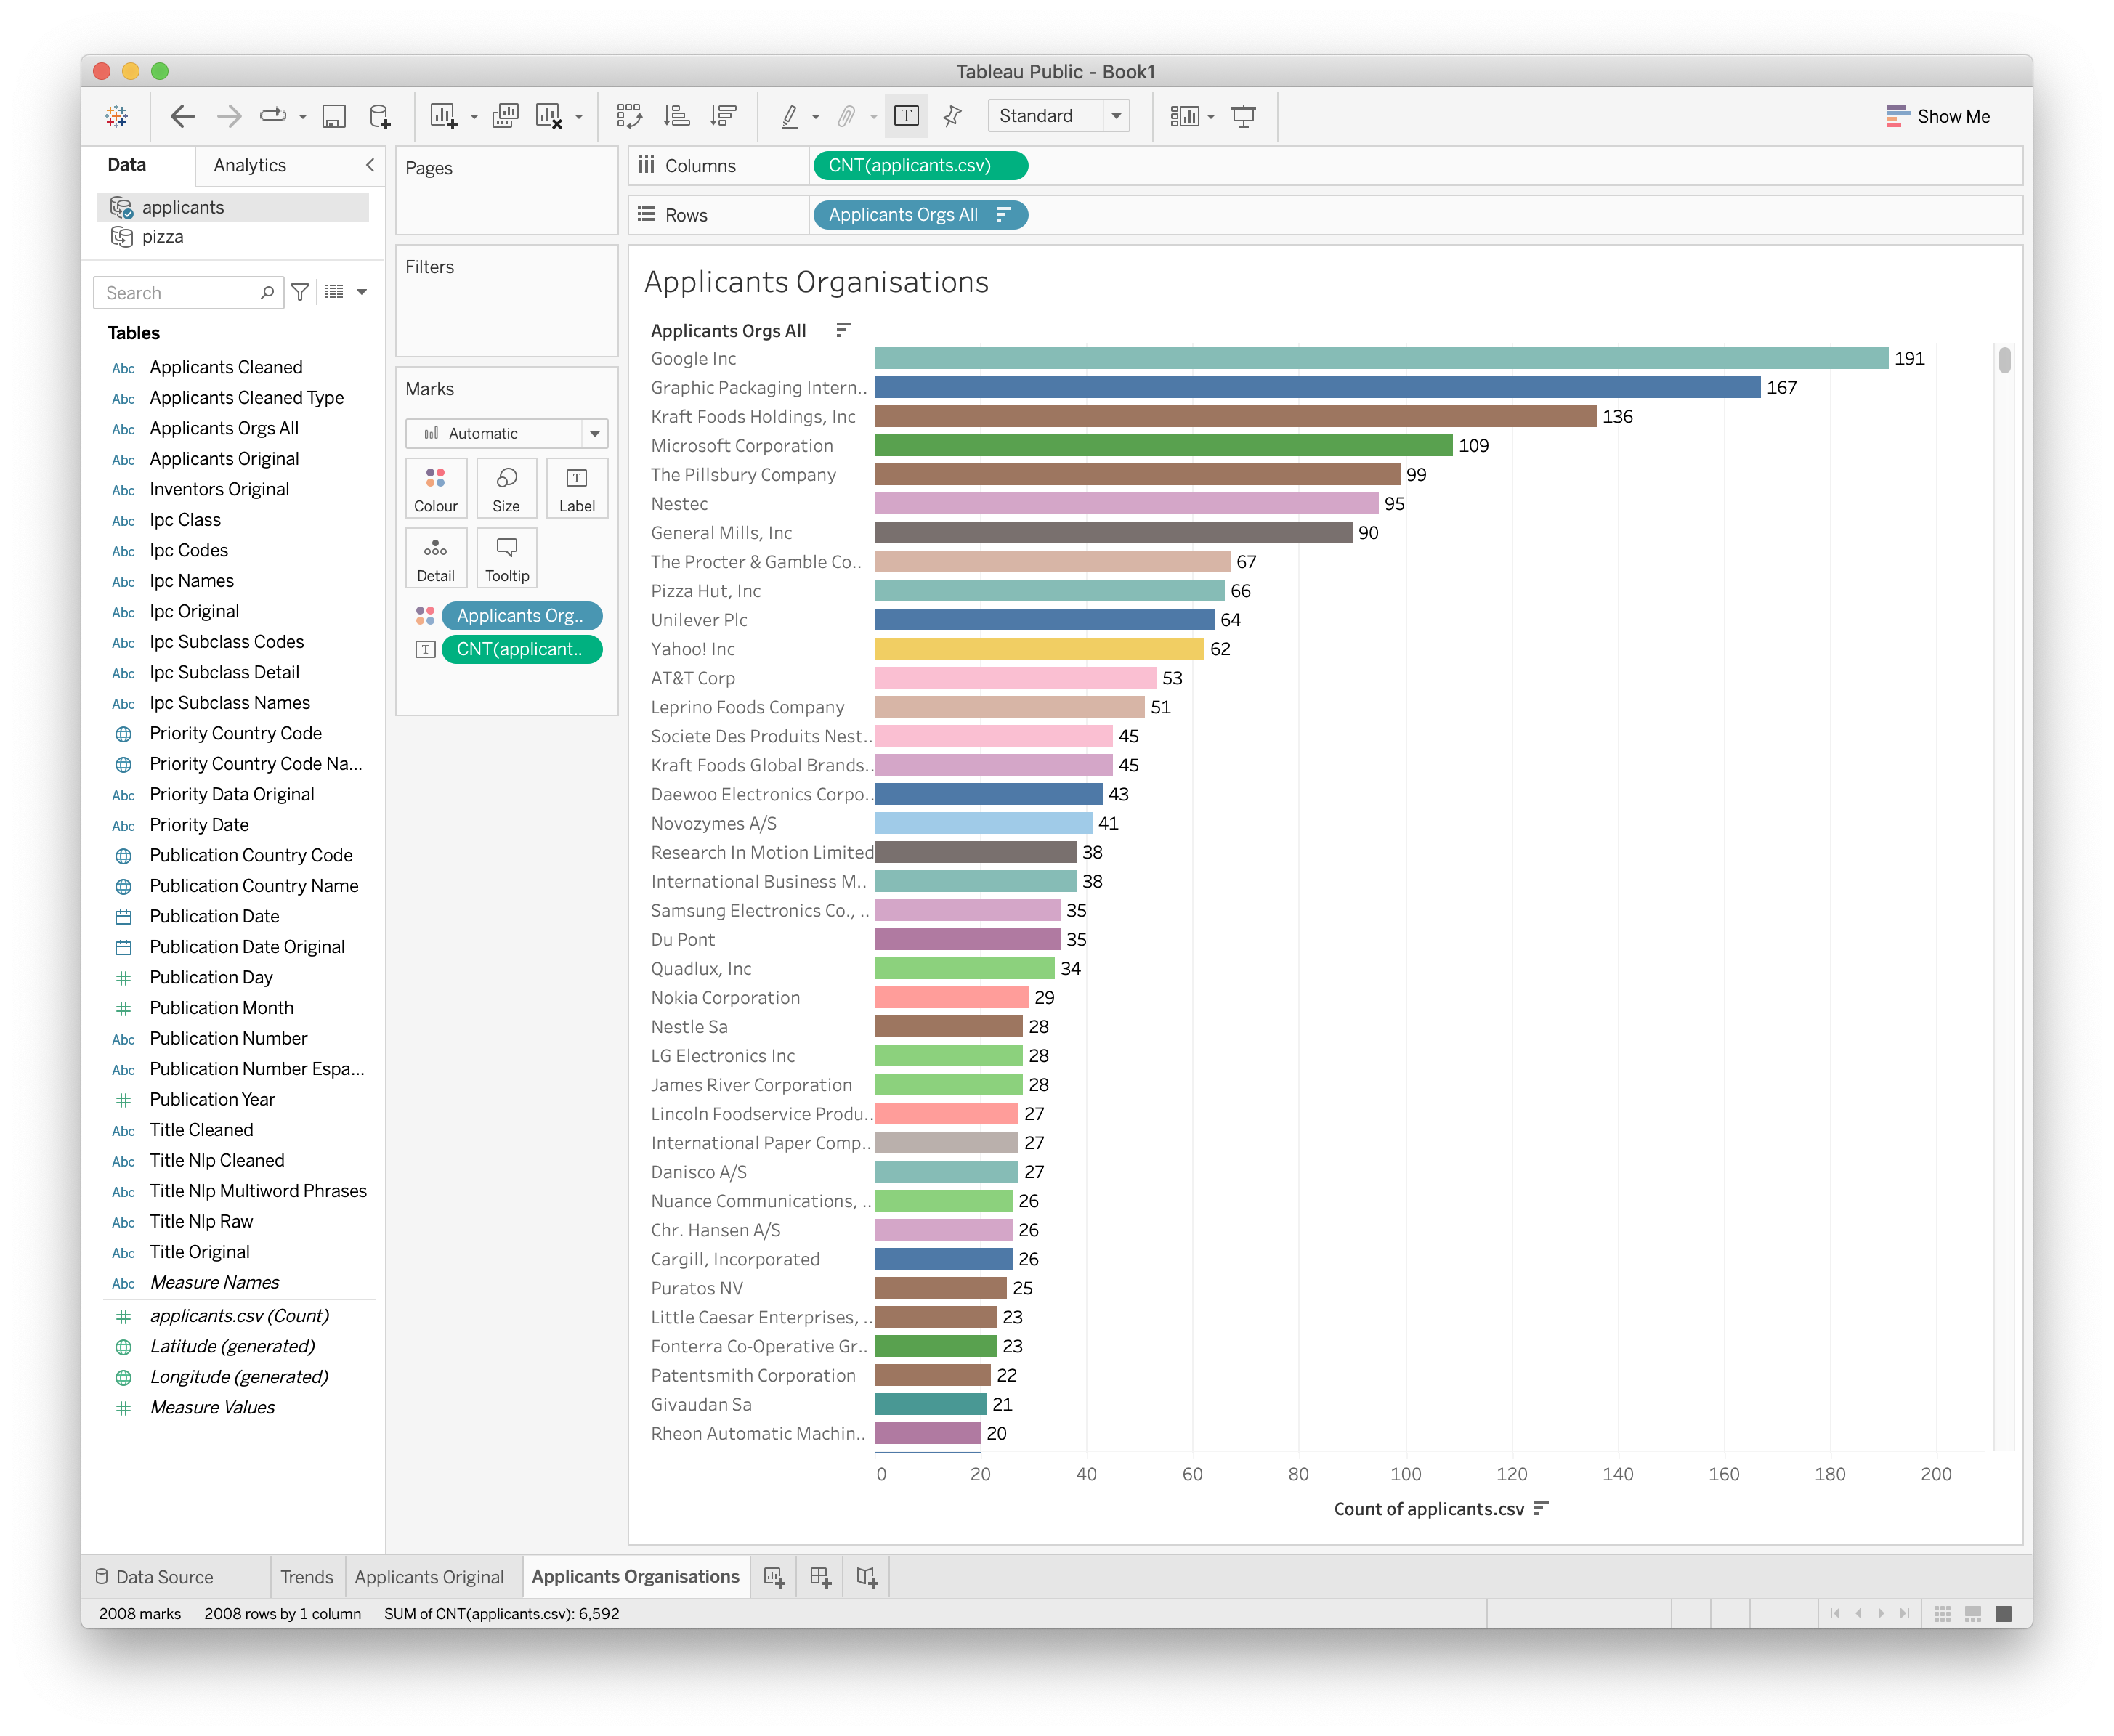 Tableau Public - Book1
Standard
Show Me
Data
Analytics
applicants
pizza
Search
Tables
Abc Applicants Cleaned
Abc Applicants Cleaned Type
Abc Applicants Orgs All
Abc Applicants Original
Abc Inventors Original
Abc Ipc Class
Abc Ipc Codes
Abc Ipc Names
Abc Ipc Original
Abc Ipc Subclass Codes
Abc Ipc Subclass Detail
Abc Ipc Subclass Names
Priority Country Code
Priority Country Code Na...
Abc Priority Data Original
Abc Priority Date
Publication Country Code
Publication Country Name
Publication Date
Publication Date Original
# Publication Day
# Publication Month
Abc Publication Number
Abc Publication Number Espa...
# Publication Year
Abc Title Cleaned
Abc Title Nlp Cleaned
Abc Title Nlp Multiword Phrases
Abc Title Nlp Raw
Abc Title Original
Abc Measure Names
# applicants.csv (Count)
Latitude (generated)
Longitude (generated)
# Measure Values
Pages
Filters
Marks
Automatic
Colour
Size
T Label
Detail
Tooltip
Applicants Org..
T CNT(applicant..
Columns
CNT(applicants.csv)
Rows
Applicants Orgs All
Applicants Organisations
Applicants Orgs All
Google Inc 191
Graphic Packaging Intern.. 167
Kraft Foods Holdings, Inc 136
Microsoft Corporation 109
The Pillsbury Company 99
Nestec 95
General Mills, Inc 90
The Procter & Gamble Co.. 67
Pizza Hut, Inc 66
Unilever Plc 64
Yahoo! Inc 62
AT&T Corp 53
Leprino Foods Company 51
Societe Des Produits Nest.. 45
Kraft Foods Global Brands.. 45
Daewoo Electronics Corpo.. 43
Novozymes A/S 41
Research In Motion Limited 38
International Business M.. 38
Samsung Electronics Co., .. 35
Du Pont 35
Quadlux, Inc 34
Nokia Corporation 29
Nestle Sa 28
LG Electronics Inc 28
James River Corporation 28
Lincoln Foodservice Produ.. 27
International Paper Comp.. 27
Danisco A/S 27
Nuance Communications, .. 26
Chr. Hansen A/S 26
Cargill, Incorporated 26
Puratos NV 25
Little Caesar Enterprises, .. 23
Fonterra Co-Operative Gr.. 23
Patentsmith Corporation 22
Givaudan Sa 21
Rheon Automatic Machin.. 20
0 20 40 60 80 100 120 140 160 180 200
Count of applicants.csv
Data Source
Trends
Applicants Original
Applicants Organisations
2008 marks
2008 rows by 1 column
SUM of CNT(applicants.csv): 6,592